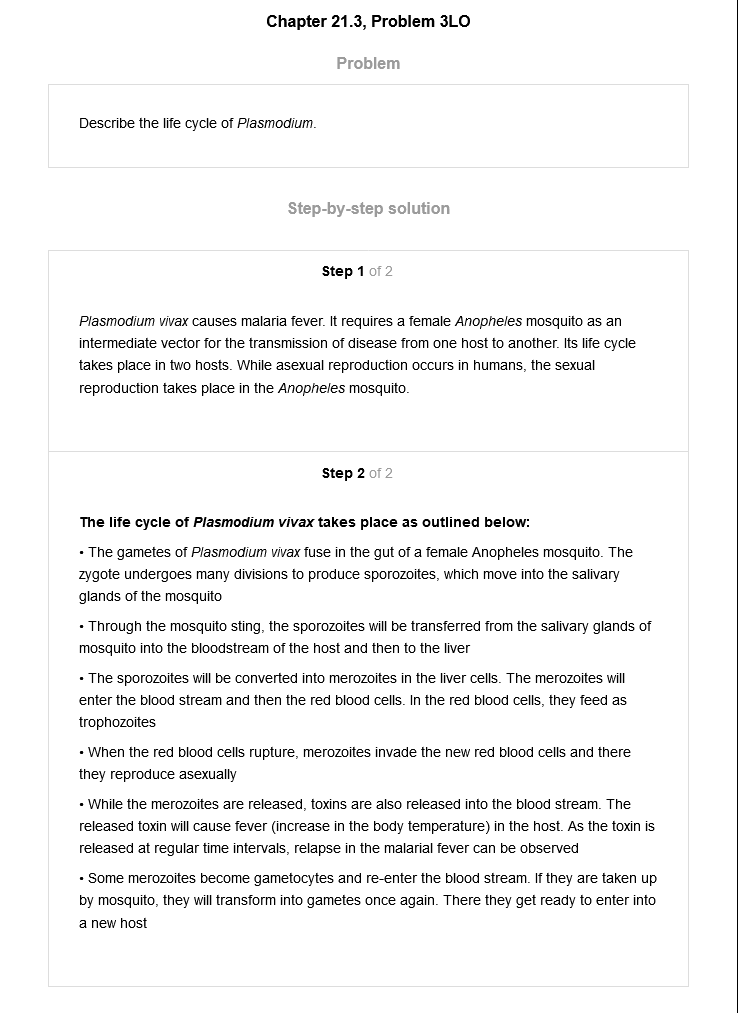 Chapter 21.3, Problem 3LO
Problem
Describe the life cycle of Plasmodium.
Step-by-step solution
Step 1 of 2
Plasmodium vivax causes malaria fever. It requires a female Anopheles mosquito as an
intermediate vector for the transmission of disease from one host to another. Its life cycle
takes place in two hosts. While asexual reproduction occurs in humans, the sexual
reproduction takes place in the Anopheles mosquito.
Step 2 of 2
The life cycle of Plasmodium vivax takes place as outlined below:
• The gametes of Plasmodium vivax fuse in the gut of a female Anopheles mosquito. The
zygote undergoes many divisions to produce sporozoites, which move into the salivary
glands of the mosquito
• Through the mosquito sting, the sporozoites will be transferred from the salivary glands of
mosquito into the bloodstream of the host and then to the liver
• The sporozoites will be converted into merozoites in the liver cells. The merozoites will
enter the blood stream and then the red blood cells. In the red blood cells, they feed as
trophozoites
• When the red blood cells rupture, merozoites invade the new red blood cells and there
they reproduce asexually
• While the merozoites are released, toxins are also released into the blood stream. The
released toxin will cause fever (increase in the body temperature) in the host. As the toxin is
released at regular time intervals, relapse in the malarial fever can be observed
• Some merozoites become gametocytes and re-enter the blood stream. If they are taken up
by mosquito, they will transform into gametes once again. There they get ready to enter into
a new host